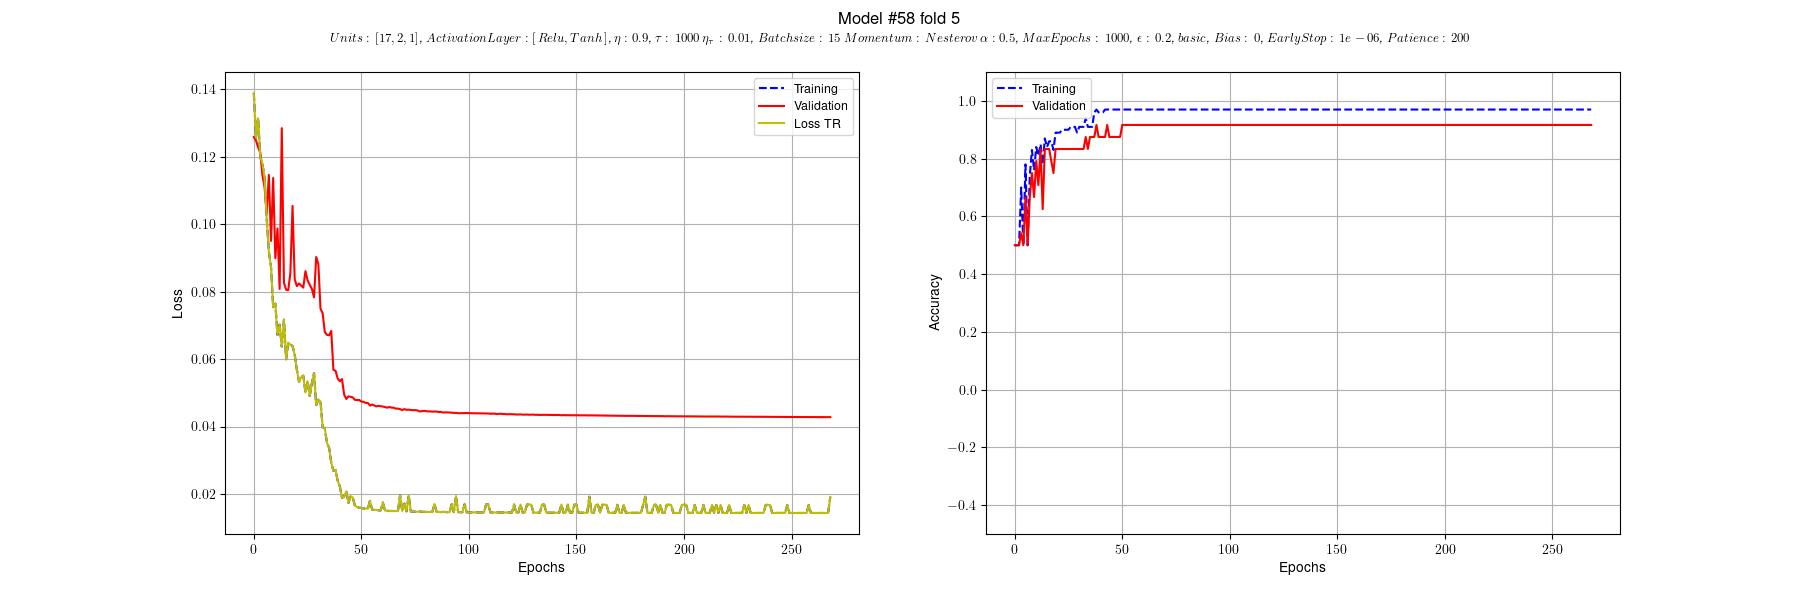 Model #58 fold 5
Units : [17, 2, 1], ActivationLayer : [Relu, Tanh], η : 0.9, τ : 1000 ητ : 0.01, Batchsize : 15 Momentum : Nesterov α : 0.5, MaxEpochs : 1000, ϵ : 0.2, basic, Bias : 0, EarlyStop : 1e − 06, Patience : 200
Training
Validation
Loss TR
0.14
0.12
0.10
0.08
0.06
0.04
0.02
Loss
0 50 100 150 200 250
Epochs
Training
Validation
1.0
0.8
0.6
0.4
0.2
0.0
−0.2
−0.4
Accuracy
0 50 100 150 200 250
Epochs